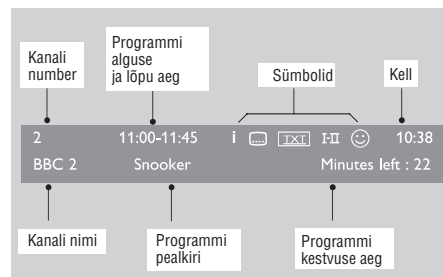 Kanali
number
Programmi
alguse
ja lõpu aeg
Sümbolid
Kell
2 11:00-11:45 i TXT I-II 10:38
BBC 2 Snooker Minutes left : 22
Kanali nimi
Programmi
pealkiri
Programmi
kestvuse aeg